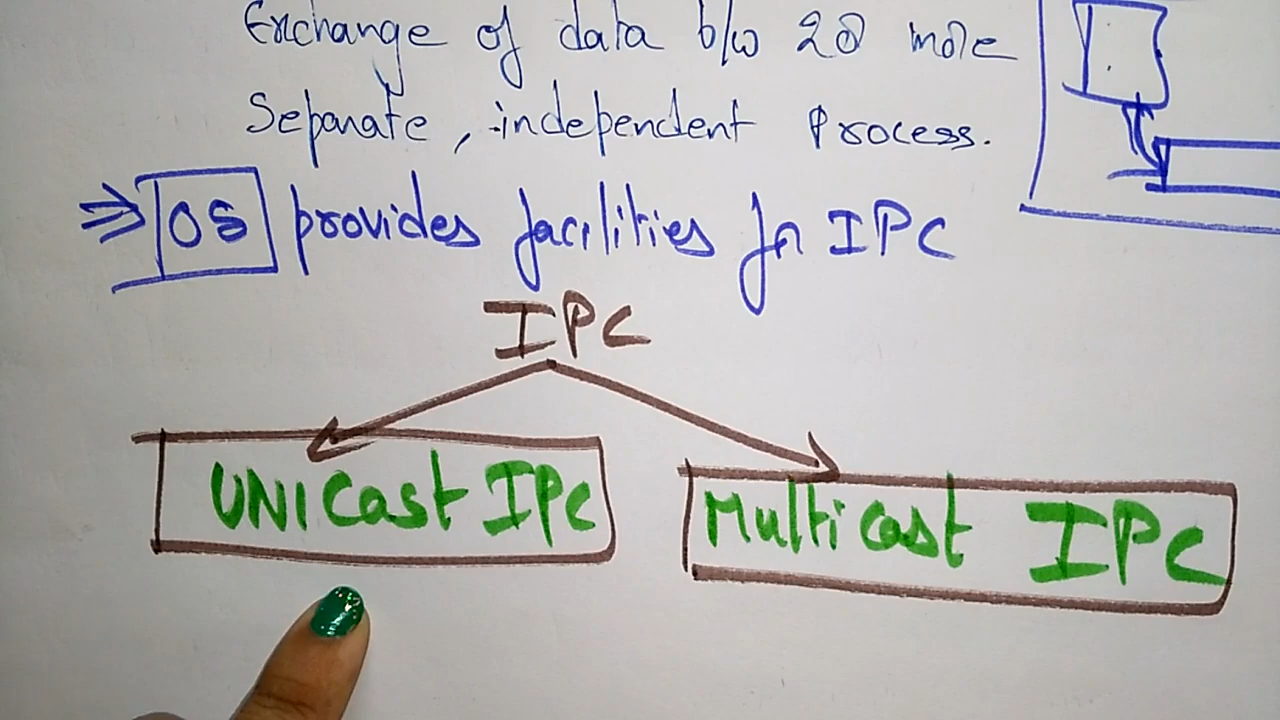 Exchange of data b/w 2 or more
Separate, independent Process.
⇒ OS provides facilities for IPC
IPC
UNICast IPC
Multicast IPC